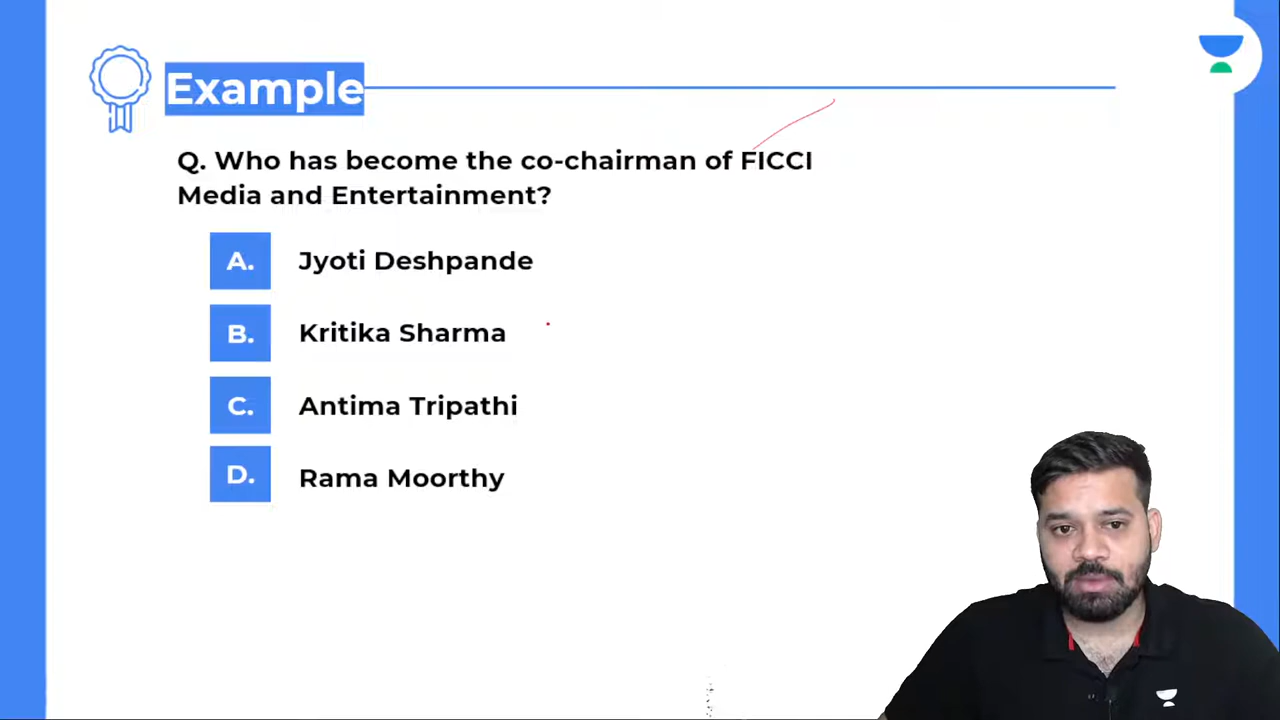 Example
Q. Who has become the co-chairman of FICCI
Media and Entertainment?
A. Jyoti Deshpande
B. Kritika Sharma
C. Antima Tripathi
D. Rama Moorthy